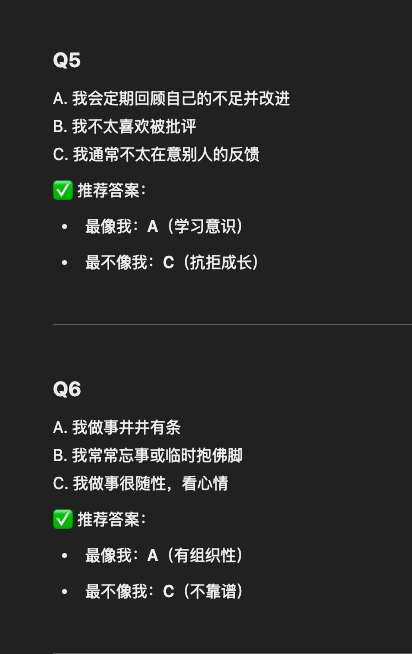 Q5
A. 我会定期回顾自己的不足并改进
B. 我不太喜欢被批评
C. 我通常不太在意别人的反馈
✅ 推荐答案：
• 最像我：A（学习意识）
• 最不像我：C（抗拒成长）
Q6
A. 我做事井井有条
B. 我常常忘事或临时抱佛脚
C. 我做事很随性，看心情
✅ 推荐答案：
• 最像我：A（有组织性）
• 最不像我：C（不靠谱）